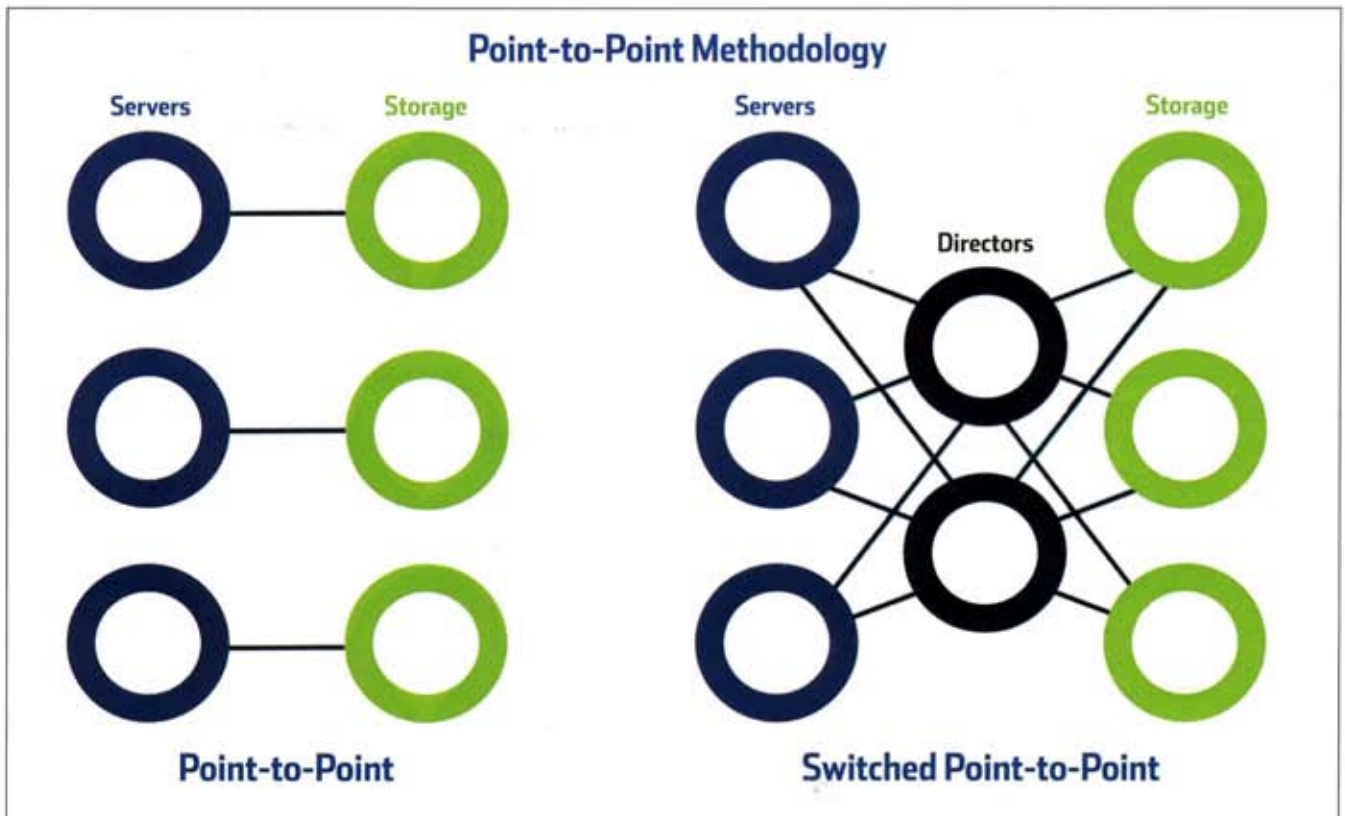 Point-to-Point Methodology
Servers
Storage
Servers
Storage
Directors
Point-to-Point
Switched Point-to-Point